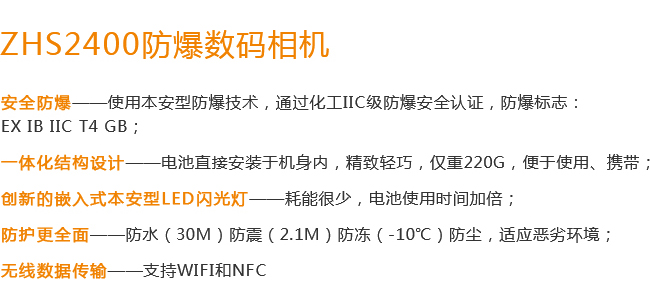 ZHS2400防爆数码相机
安全防爆——使用本安型防爆技术，通过化工IIC级防爆安全认证，防爆标志：
EX IB IIC T4 GB；
一体化结构设计——电池直接安装于机身内，精致轻巧，仅重220G，便于使用、携带；
创新的嵌入式本安型LED闪光灯——耗能很少，电池使用时间加倍；
防护更全面——防水（30M）防震（2.1M）防冻（-10℃）防尘，适应恶劣环境；
无线数据传输——支持WIFI和NFC